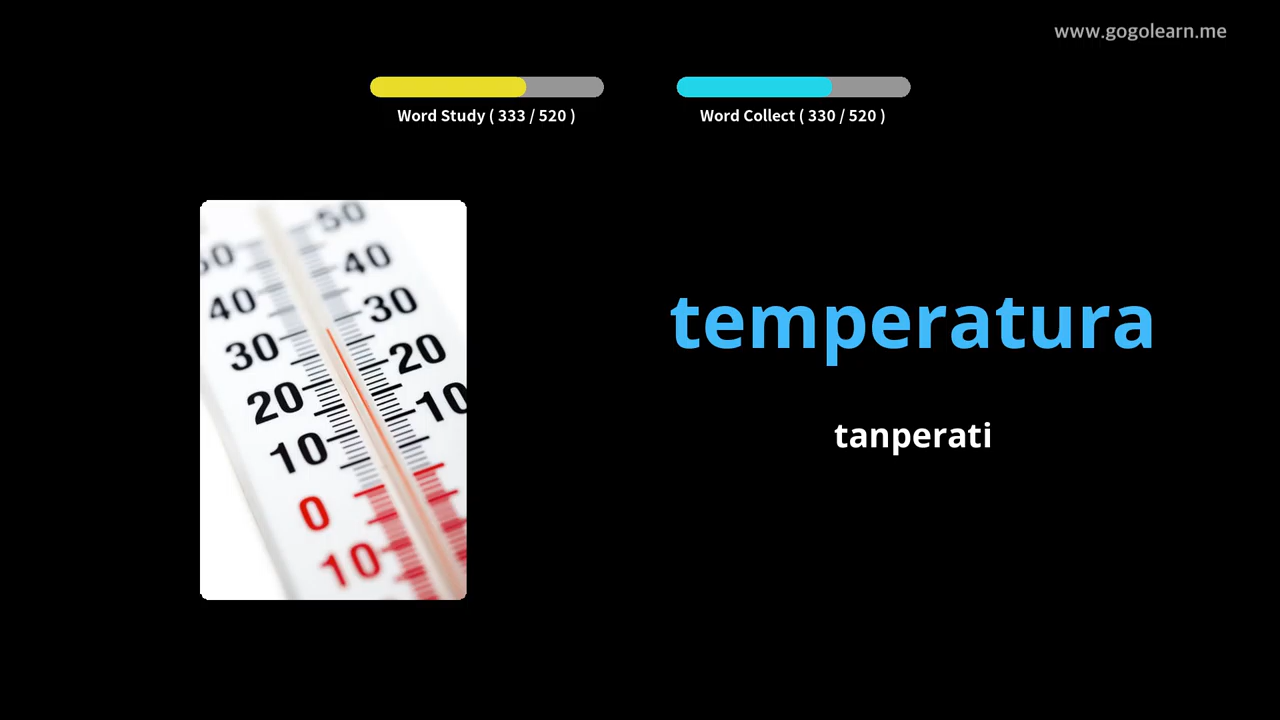 www.gogolearn.me
Word Study ( 333 / 520 )
Word Collect ( 330 / 520 )
50
40
40
30
30
20
20
10
10
0
10
temperatura
tanperati